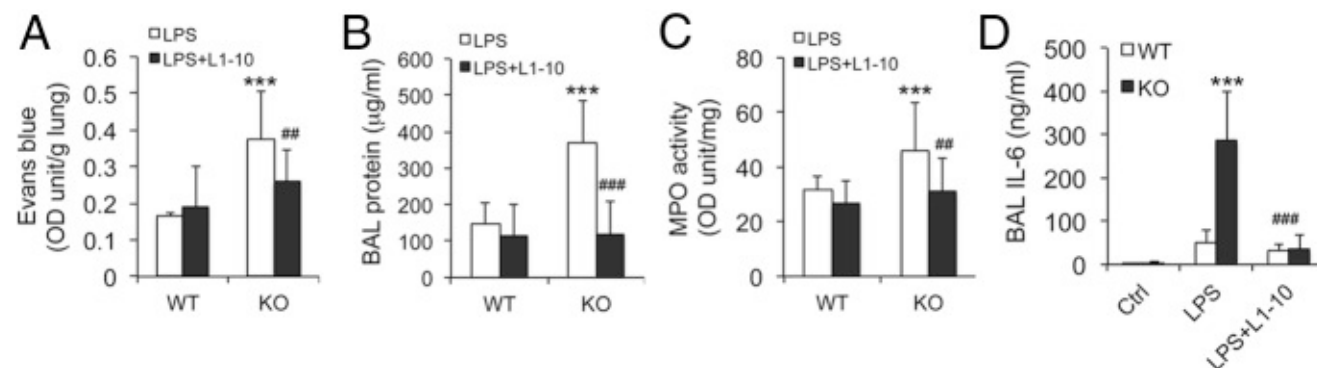 A
LPS
LPS+L1-10
Evans blue
(OD unit/g lung)
0.6
0.5
0.4
0.3
0.2
0.1
0
***
##
WT
KO
B
LPS
LPS+L1-10
BAL protein (μg/ml)
600
500
400
300
200
100
0
***
###
WT
KO
C
LPS
LPS+L1-10
MPO activity
(OD unit/mg)
80
60
40
20
0
***
##
WT
KO
D
WT
KO
BAL IL-6 (ng/ml)
500
400
300
200
100
0
***
###
Ctrl
LPS
LPS+L1-10